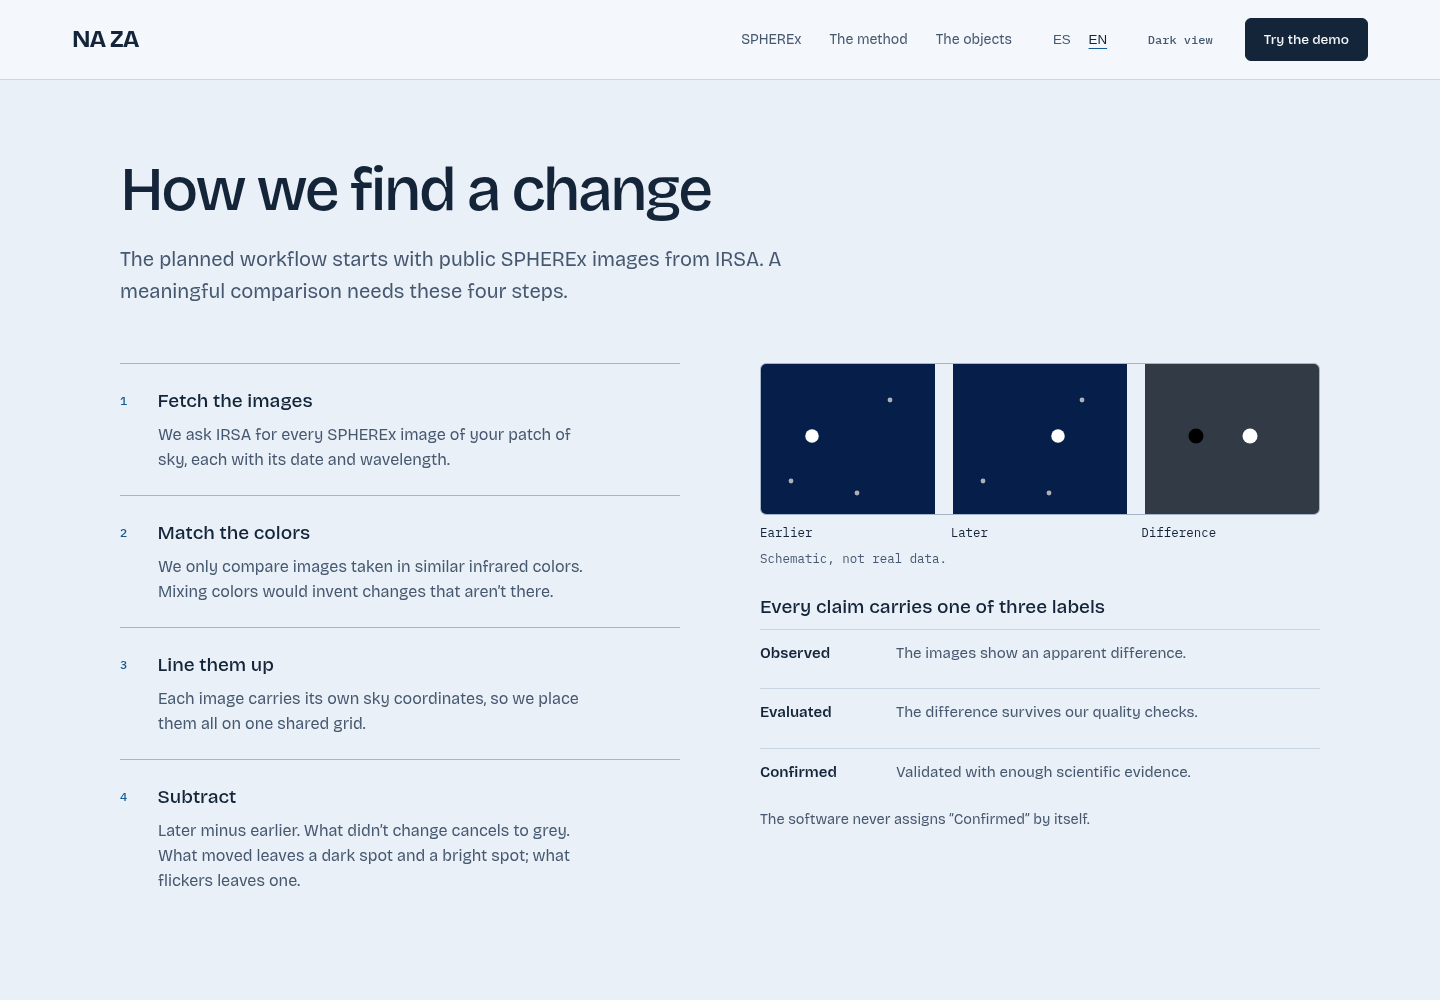 NA ZA
SPHEREx
The method
The objects
ES
EN
Dark view
Try the demo
How we find a change
The planned workflow starts with public SPHEREx images from IRSA. A
meaningful comparison needs these four steps.
1
Fetch the images
We ask IRSA for every SPHEREx image of your patch of
sky, each with its date and wavelength.
2
Match the colors
We only compare images taken in similar infrared colors.
Mixing colors would invent changes that aren’t there.
3
Line them up
Each image carries its own sky coordinates, so we place
them all on one shared grid.
4
Subtract
Later minus earlier. What didn’t change cancels to grey.
What moved leaves a dark spot and a bright spot; what
flickers leaves one.
Earlier
Later
Difference
Schematic, not real data.
Every claim carries one of three labels
Observed
The images show an apparent difference.
Evaluated
The difference survives our quality checks.
Confirmed
Validated with enough scientific evidence.
The software never assigns “Confirmed” by itself.